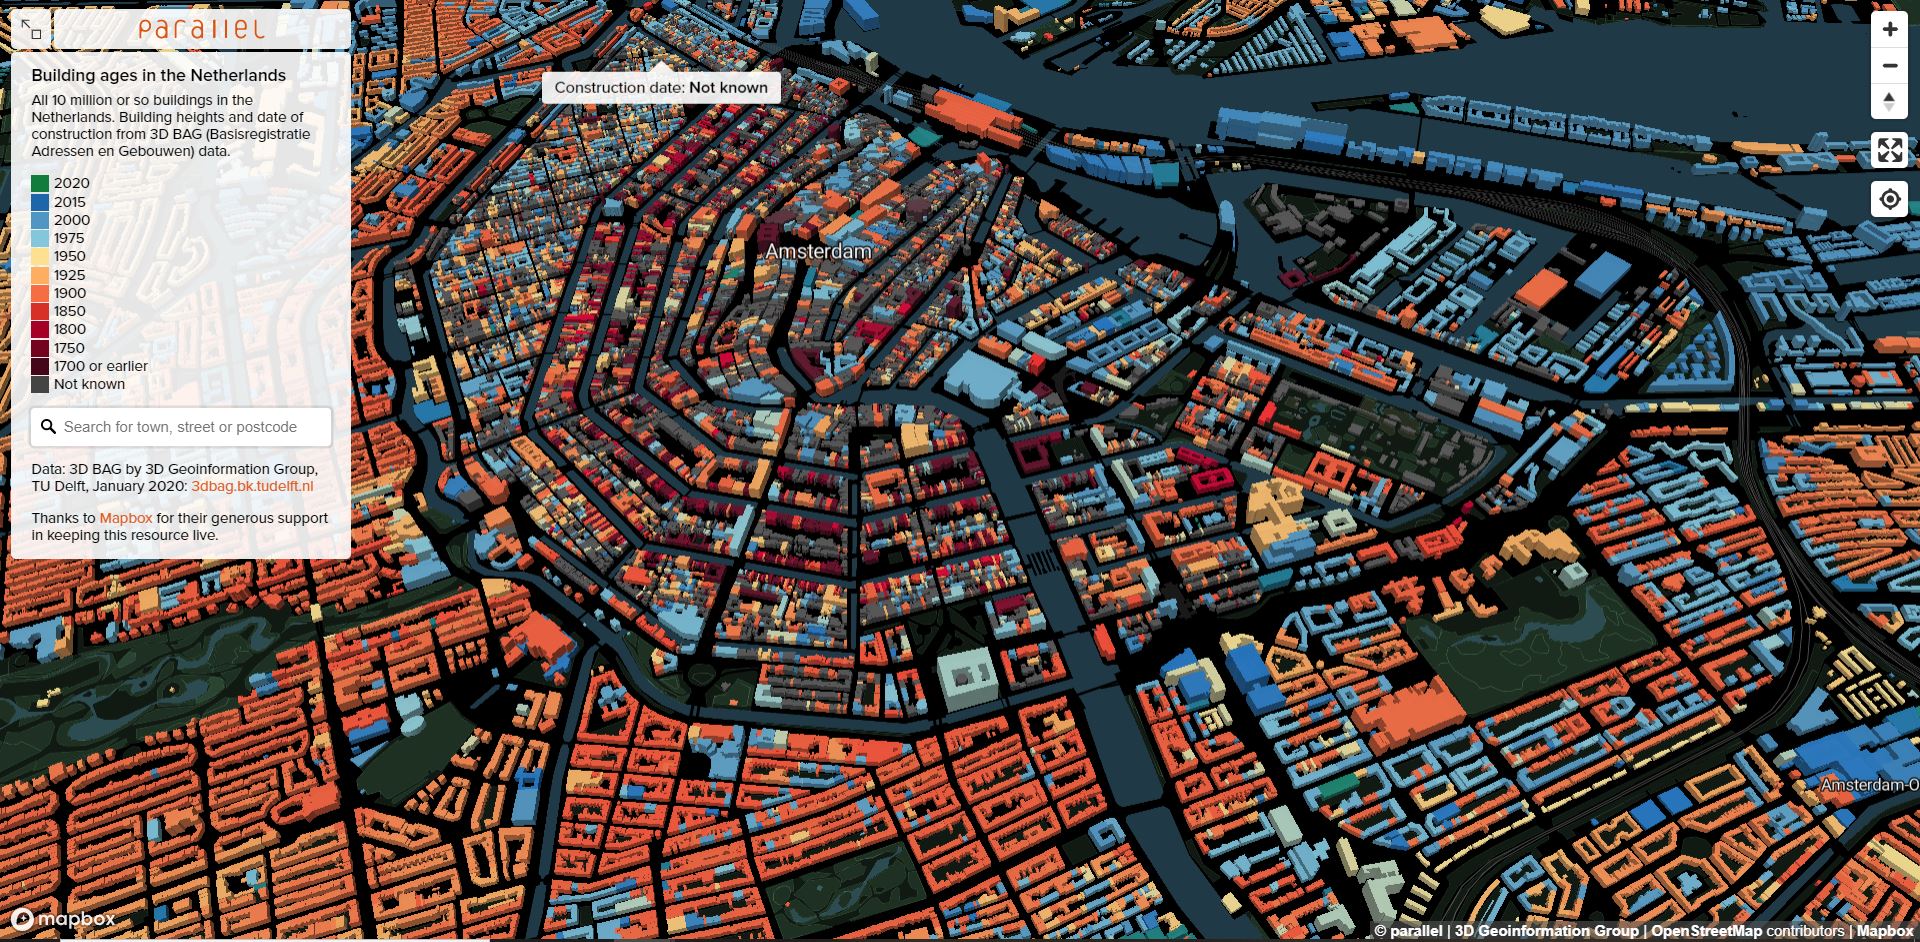 parallel
Building ages in the Netherlands
All 10 million or so buildings in the
Netherlands. Building heights and date of
construction from 3D BAG (Basisregistratie
Adressen en Gebouwen) data.
2020
2015
2000
1975
1950
1925
1900
1850
1800
1750
1700 or earlier
Not known
Search for town, street or postcode
Data: 3D BAG by 3D Geoinformation Group,
TU Delft, January 2020: 3dbag.bk.tudelft.nl
Thanks to Mapbox for their generous support
in keeping this resource live.
Construction date: Not known
Amsterdam
Amsterdam-O
mapbox
© parallel | 3D Geoinformation Group | OpenStreetMap contributors | Mapbox